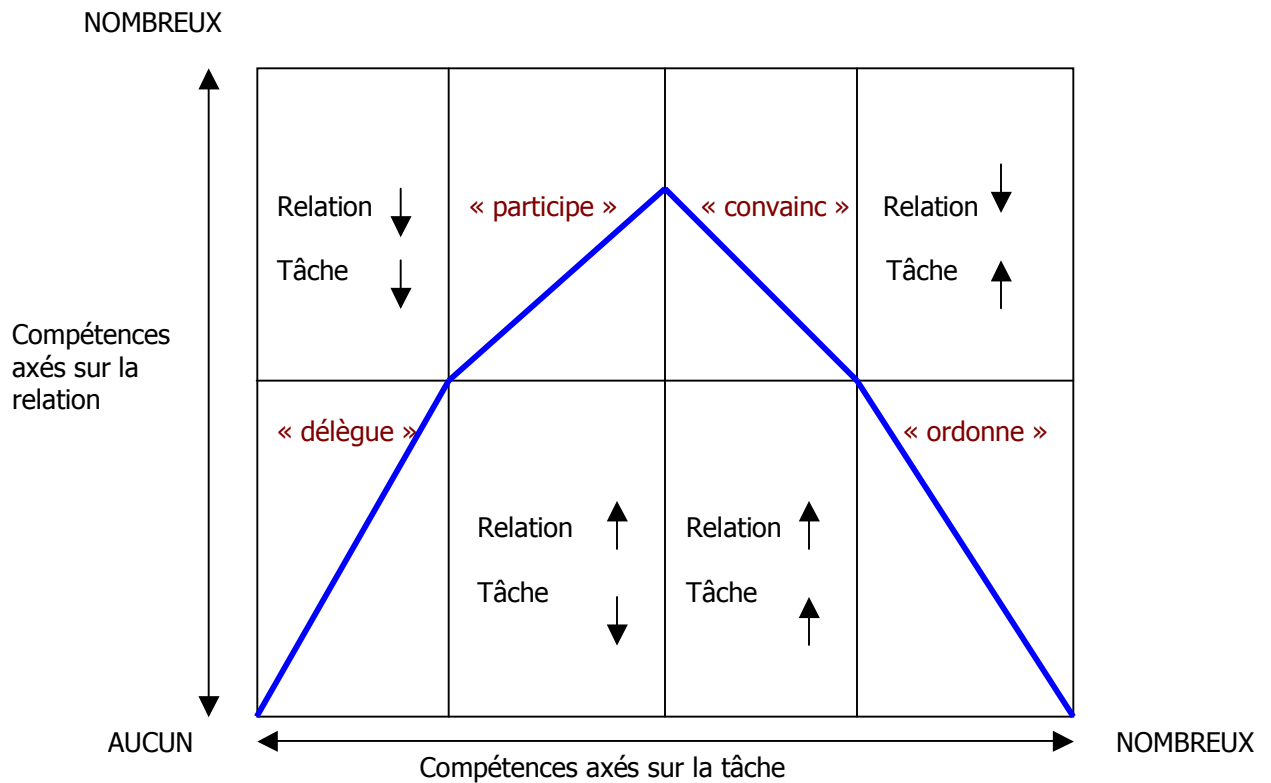 NOMBREUX
Relation
« participe »
« convainc »
Relation
Tâche
Tâche
Compétences
axés sur la
relation
« délègue »
« ordonne »
Relation
Relation
Tâche
Tâche
AUCUN
NOMBREUX
Compétences axés sur la tâche